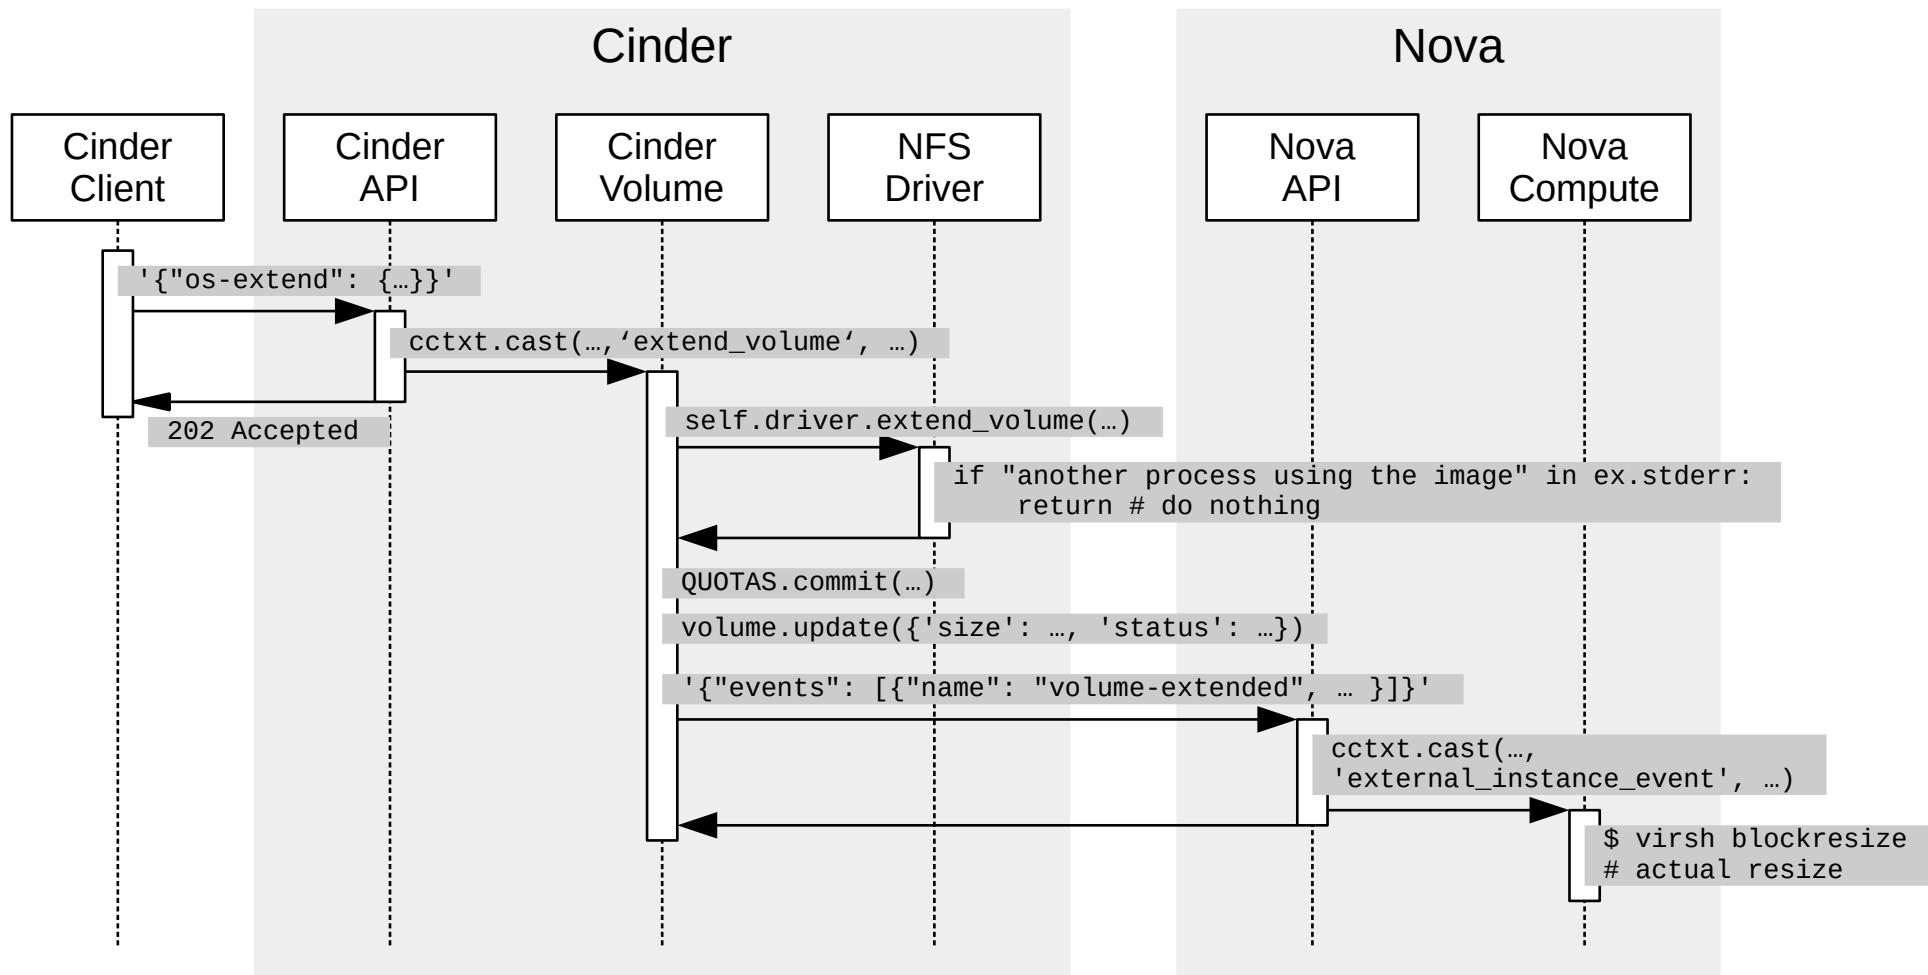 Cinder
Nova
Cinder
Client
Cinder
API
Cinder
Volume
NFS
Driver
Nova
API
Nova
Compute
'{"os-extend": {…}}'
cctxt.cast(…,‘extend_volume‘, …)
202 Accepted
self.driver.extend_volume(…)
if "another process using the image" in ex.stderr:
    return # do nothing
QUOTAS.commit(…)
volume.update({'size': …, 'status': …})
'{"events": [{"name": "volume-extended", … }]}'
cctxt.cast(…,
'external_instance_event', …)
$ virsh blockresize
# actual resize